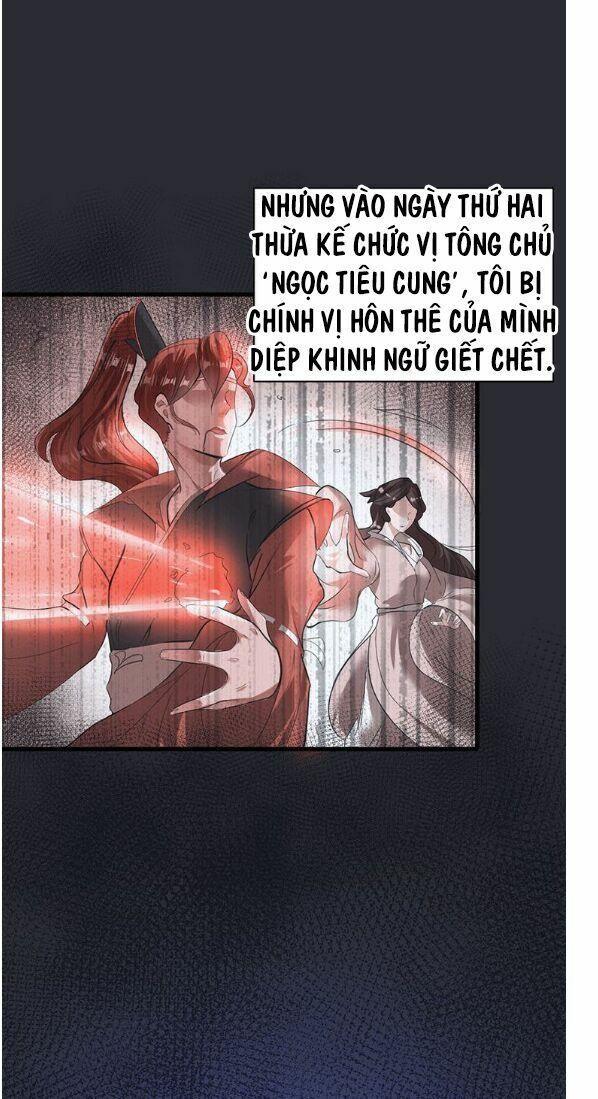 NHƯNG VÀO NGÀY THỨ HAI
THỪA KẾ CHỨC VỊ TÔNG CHỦ
'NGỌC TIÊU CUNG', TÔI BỊ
CHÍNH VỊ HÔN THÊ CỦA MÌNH
DIỆP KHINH NGỮ GIẾT CHẾT.